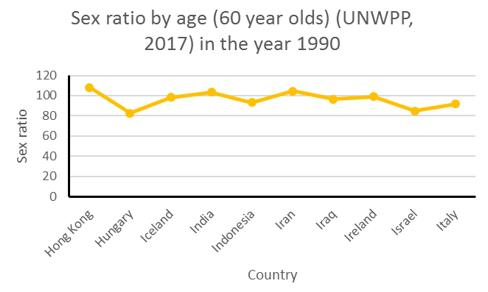 Sex ratio by age (60 year olds) (UNWPP,
2017) in the year 1990
120
100
80
60
40
20
0
Sex ratio
Hong Kong
Hungary
Iceland
India
Indonesia
Iran
Iraq
Ireland
Israel
Italy
Country